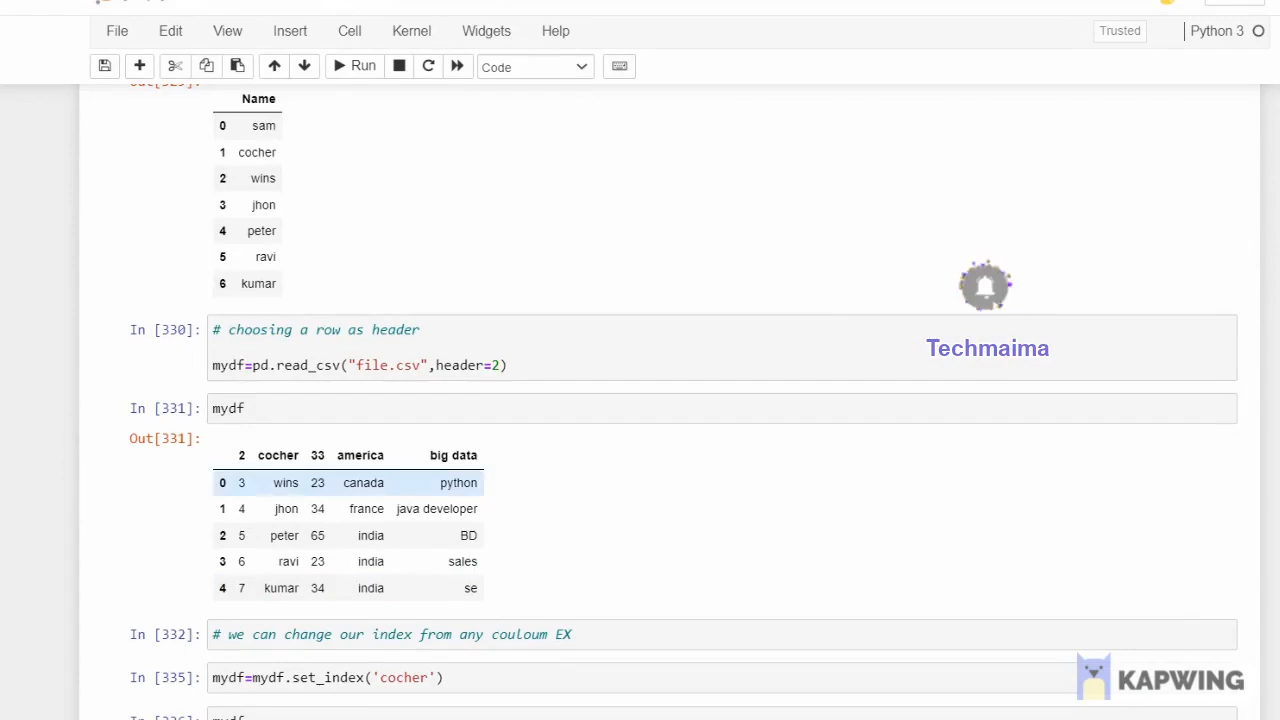 File Edit View Insert Cell Kernel Widgets Help Trusted Python 3
Run Code
Name
0 sam
1 cocher
2 wins
3 jhon
4 peter
5 ravi
6 kumar
In [330]: # choosing a row as header
Techmaima
mydf=pd.read_csv("file.csv",header=2)
In [331]: mydf
Out[331]:
2 cocher 33 america big data
0 3 wins 23 canada python
1 4 jhon 34 france java developer
2 5 peter 65 india BD
3 6 ravi 23 india sales
4 7 kumar 34 india se
In [332]: # we can change our index from any couloum EX
In [335]: mydf=mydf.set_index('cocher')
KAPWING